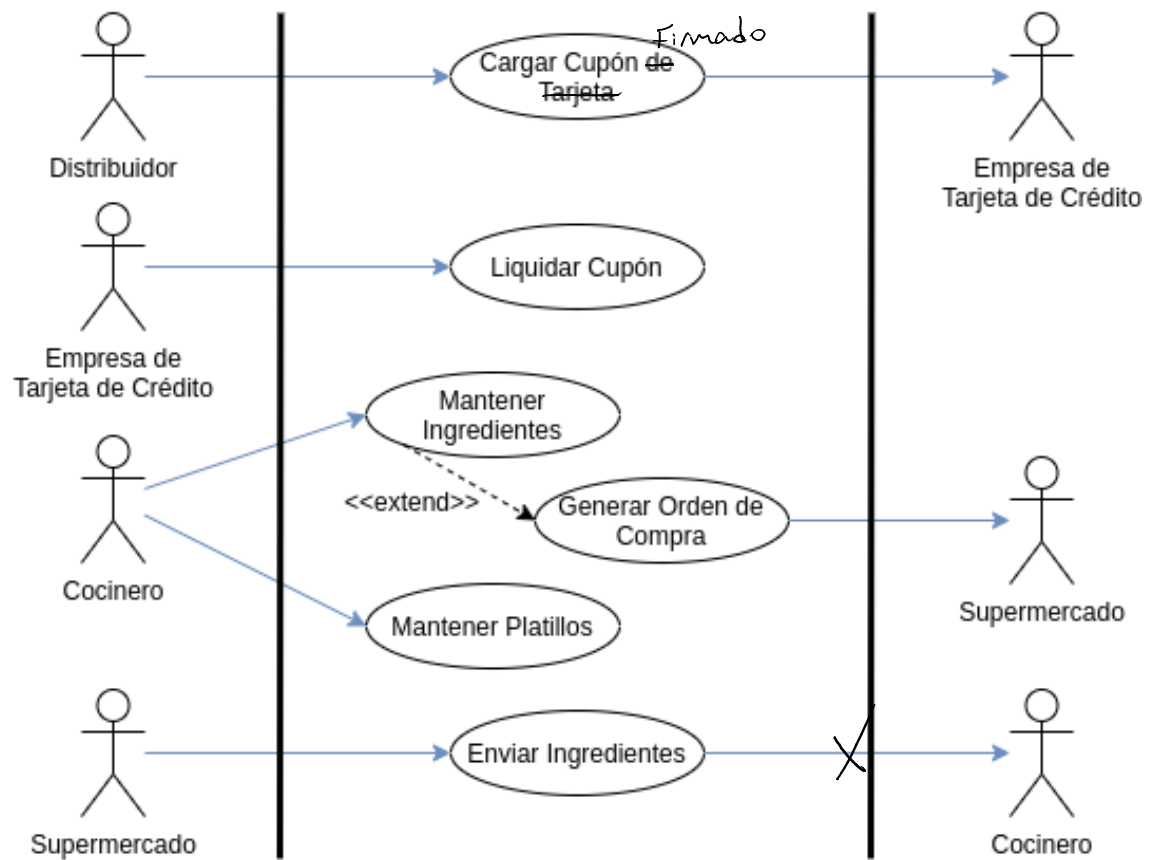 Firmado
Cargar Cupón de
Tarjeta
Distribuidor
Empresa de
Tarjeta de Crédito
Liquidar Cupón
Empresa de
Tarjeta de Crédito
Mantener
Ingredientes
<<extend>>
Generar Orden de
Compra
Cocinero
Supermercado
Mantener Platillos
Enviar Ingredientes
X
Supermercado
Cocinero